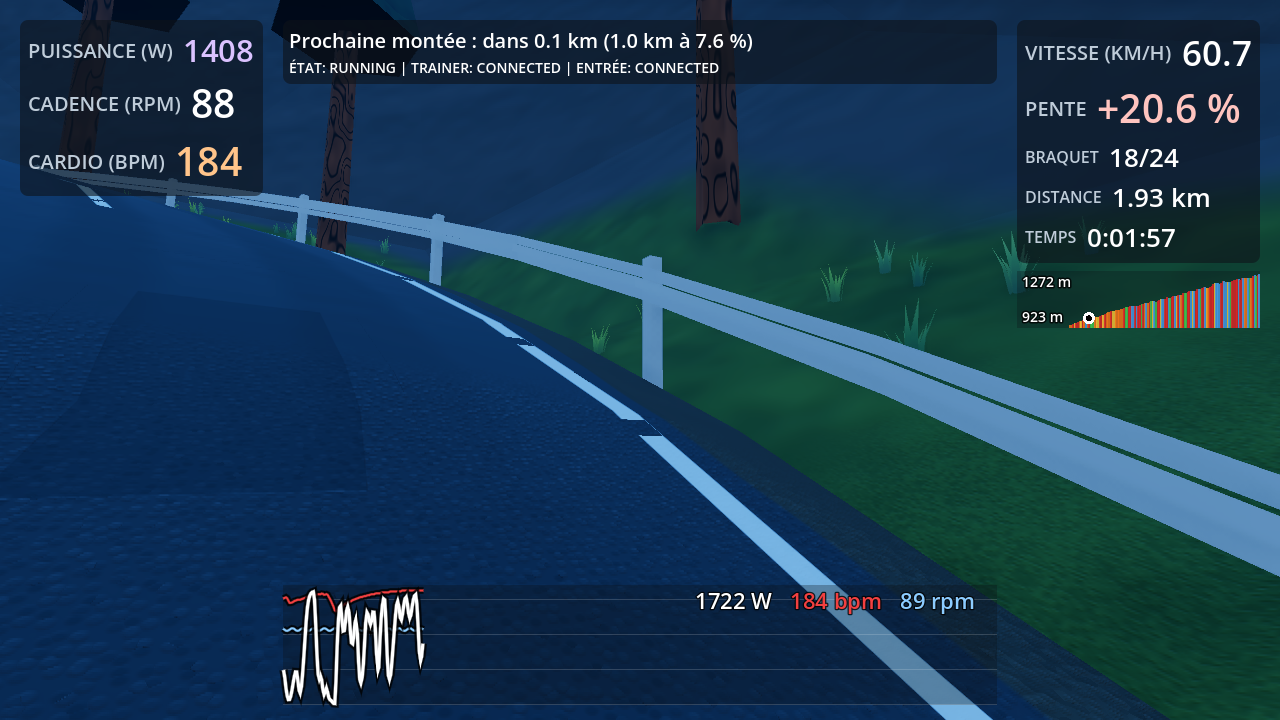 PUISSANCE (W) 1408
CADENCE (RPM) 88
CARDIO (BPM) 184
Prochaine montée : dans 0.1 km (1.0 km à 7.6 %)
ÉTAT: RUNNING | TRAINER: CONNECTED | ENTRÉE: CONNECTED
VITESSE (KM/H) 60.7
PENTE +20.6 %
BRAQUET 18/24
DISTANCE 1.93 km
TEMPS 0:01:57
1272 m
923 m
1722 W 184 bpm 89 rpm